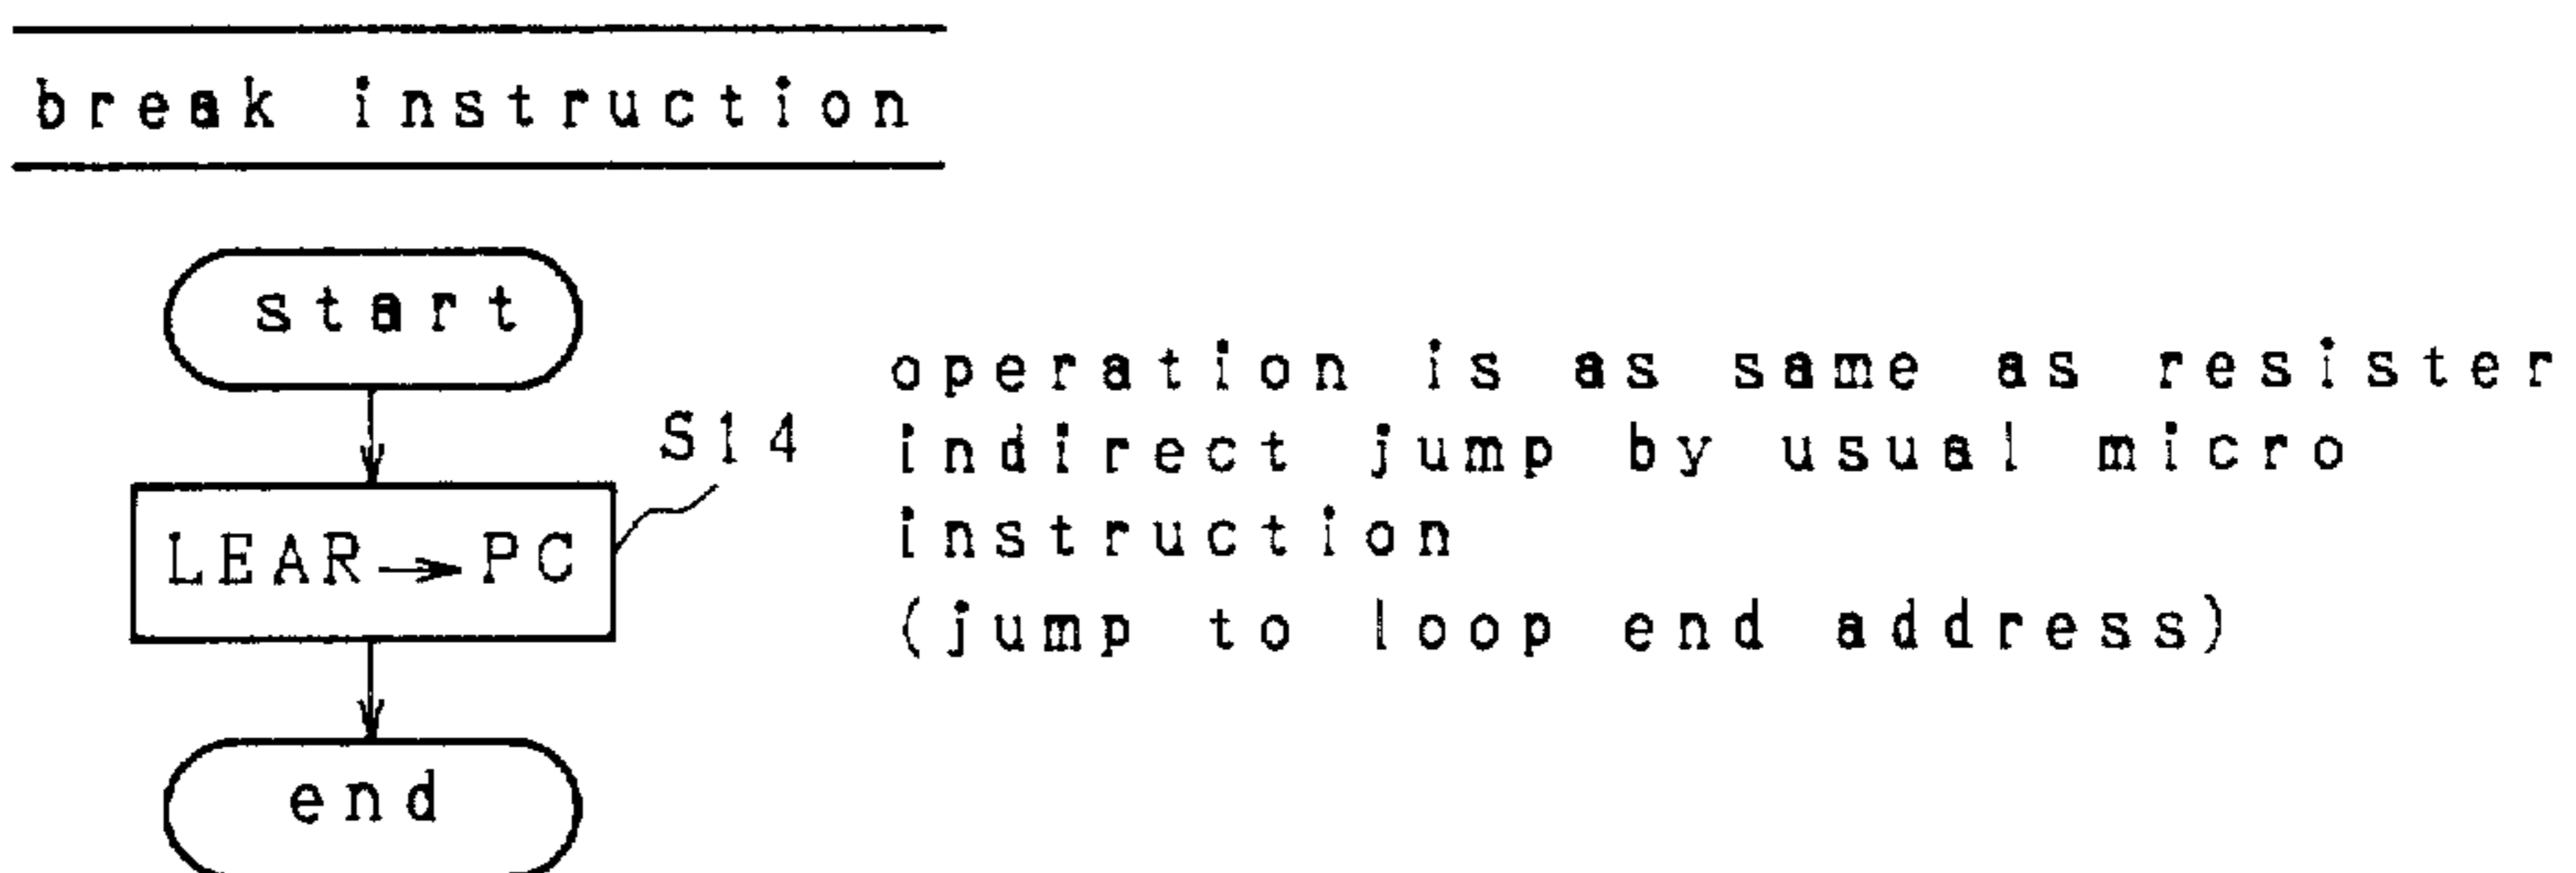 break instruction
start
S14
LEAR→PC
end
operation is as same as resister
indirect jump by usual micro
instruction
(jump to loop end address)